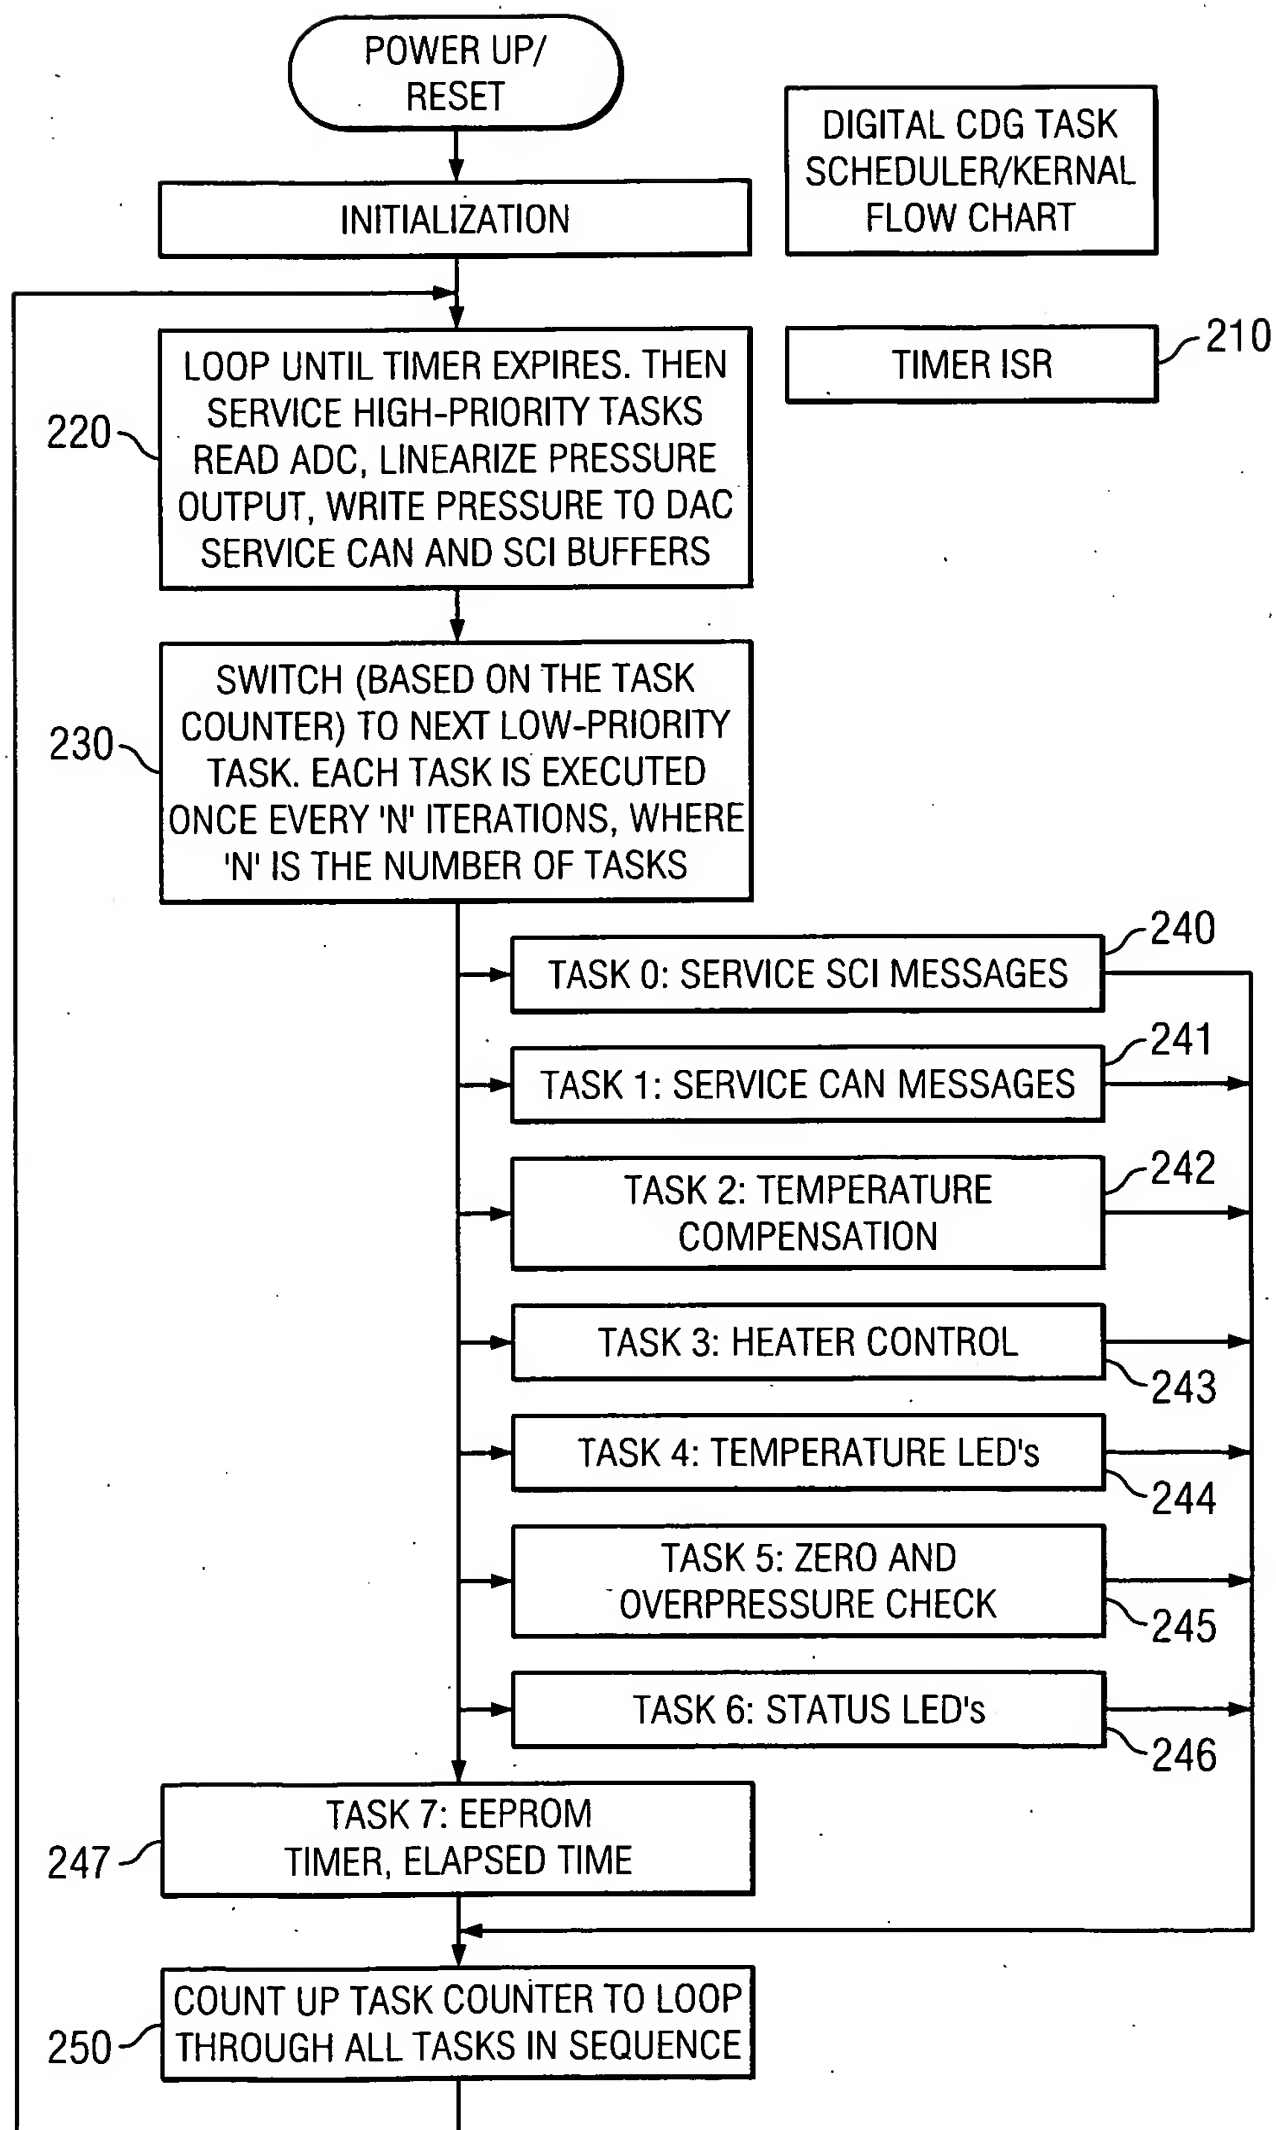 POWER UP/
RESET
DIGITAL CDG TASK
SCHEDULER/KERNAL
FLOW CHART
INITIALIZATION
TIMER ISR
210
LOOP UNTIL TIMER EXPIRES. THEN
SERVICE HIGH-PRIORITY TASKS
READ ADC, LINEARIZE PRESSURE
OUTPUT, WRITE PRESSURE TO DAC
SERVICE CAN AND SCI BUFFERS
220
SWITCH (BASED ON THE TASK
COUNTER) TO NEXT LOW-PRIORITY
TASK. EACH TASK IS EXECUTED
ONCE EVERY 'N' ITERATIONS, WHERE
'N' IS THE NUMBER OF TASKS
230
TASK 0: SERVICE SCI MESSAGES
240
TASK 1: SERVICE CAN MESSAGES
241
TASK 2: TEMPERATURE
COMPENSATION
242
TASK 3: HEATER CONTROL
243
TASK 4: TEMPERATURE LED's
244
TASK 5: ZERO AND
OVERPRESSURE CHECK
245
TASK 6: STATUS LED's
246
TASK 7: EEPROM
TIMER, ELAPSED TIME
247
COUNT UP TASK COUNTER TO LOOP
THROUGH ALL TASKS IN SEQUENCE
250